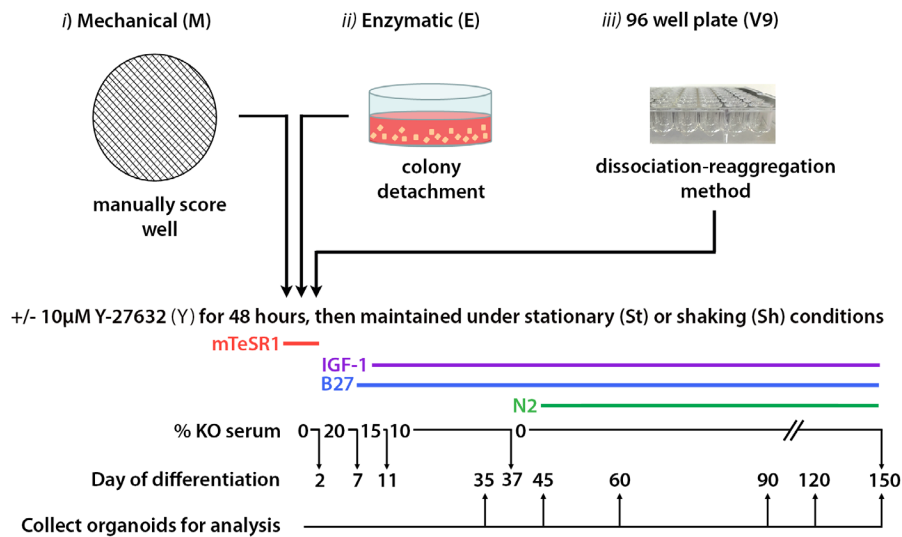 i) Mechanical (M)
ii) Enzymatic (E)
iii) 96 well plate (V9)
manually score
well
colony
detachment
dissociation-reaggregation
method
+/- 10µM Y-27632 (Y) for 48 hours, then maintained under stationary (St) or shaking (Sh) conditions
mTeSR1
IGF-1
B27
N2
% KO serum 0 20 15 10 0
Day of differentiation 2 7 11 35 37 45 60 90 120 150
Collect organoids for analysis